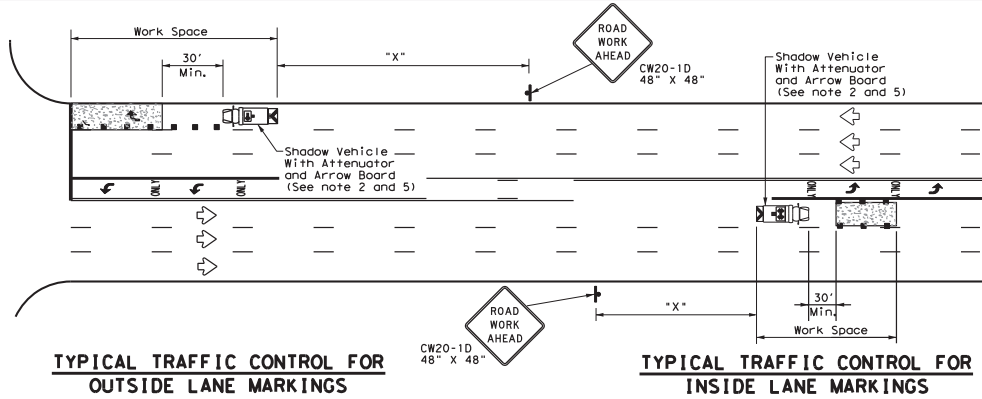 Work Space
30'
Min.
"X"
ROAD
WORK
AHEAD
CW20-1D
48" X 48"
Shadow Vehicle
With Attenuator
and Arrow Board
(See note 2 and 5)
Shadow Vehicle
With Attenuator
and Arrow Board
(See note 2 and 5)
ONLY
ONLY
ONLY
ONLY
ROAD
WORK
AHEAD
CW20-1D
48" X 48"
"X"
30'
Min.
Work Space
TYPICAL TRAFFIC CONTROL FOR
OUTSIDE LANE MARKINGS
TYPICAL TRAFFIC CONTROL FOR
INSIDE LANE MARKINGS